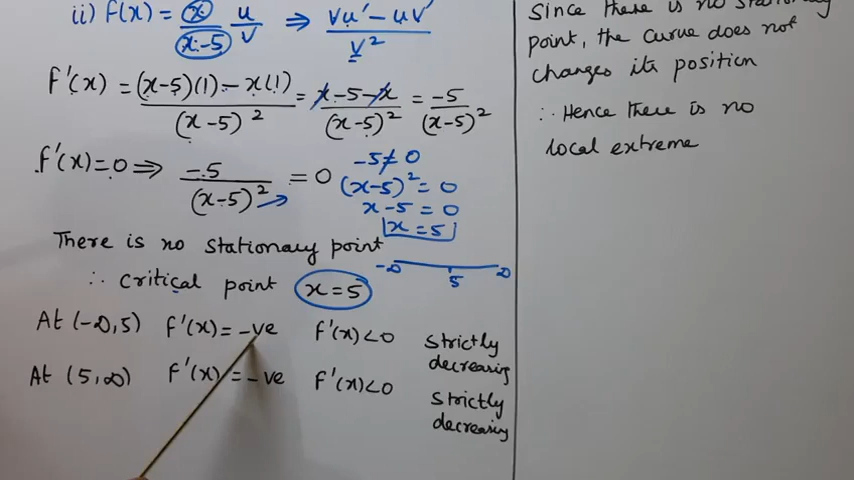 ii) f(x) = x/(x-5) u/v ⇒ (vu' - uv')/v²
f'(x) = ((x-5)(1) - x(1))/(x-5)² = (x-5-x)/(x-5)² = -5/(x-5)²
f'(x)=0 ⇒ -5/(x-5)² = 0
-5≠0
(x-5)² = 0
x-5 = 0
x = 5
There is no stationary point
-∞ 5 ∞
∴ critical point x=5
At (-∞,5) f'(x) = -ve f'(x)<0 strictly
decreasing
At (5,∞) f'(x) = -ve f'(x)<0 strictly
decreasing
Since there is no stationary
point, the curve does not
changes its position
∴ Hence there is no
local extreme